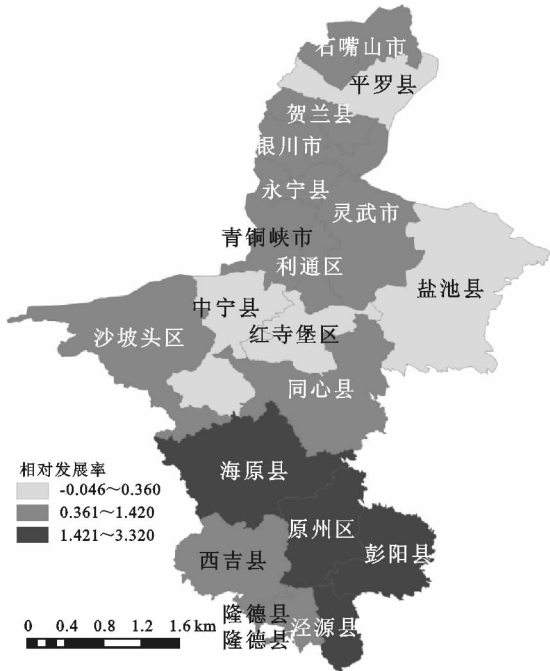 石嘴山市
平罗县
贺兰县
银川市
永宁县
灵武市
青铜峡市
利通区
盐池县
中宁县
沙坡头区
红寺堡区
同心县
海原县
相对发展率
-0.046～0.360
0.361～1.420
1.421～3.320
原州区
彭阳县
西吉县
隆德县
隆德县
泾源县
0 0.4 0.8 1.2 1.6 km